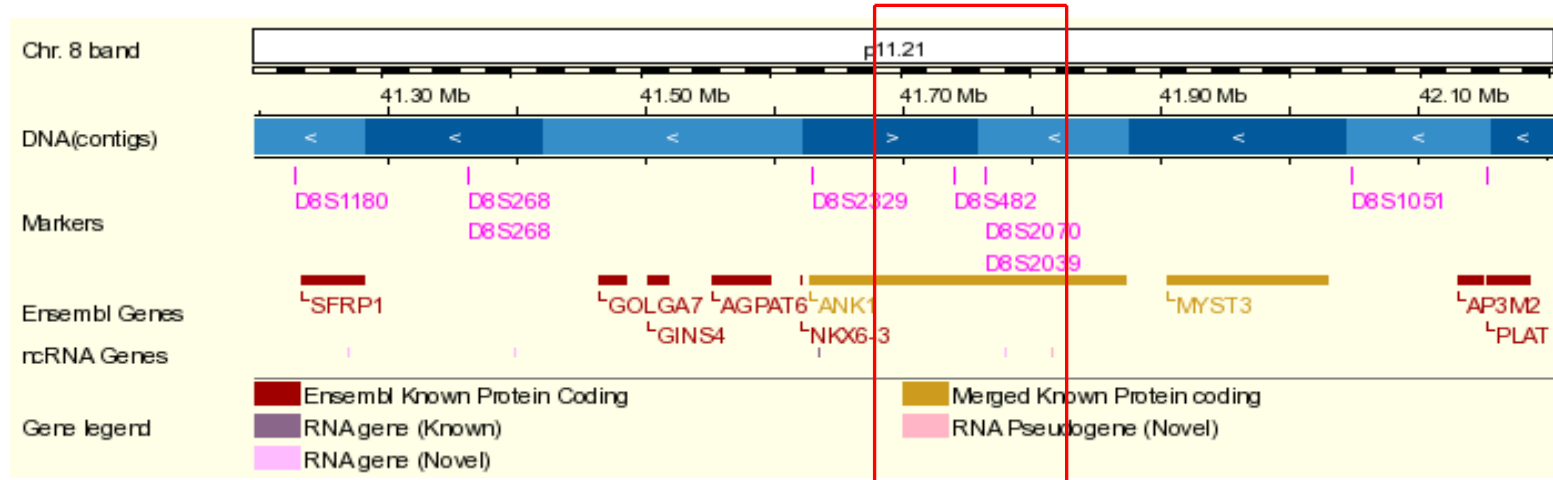 Chr. 8 band p11.21
41.30 Mb 41.50 Mb 41.70 Mb 41.90 Mb 42.10 Mb
DNA(contigs) < < < > < < < <
Markers
D8S1180 D8S268 D8S2329 D8S482 D8S1051
D8S268 D8S2070
D8S2039
Ensembl Genes
SFRP1 GOLGA7 AGPAT6 ANK1 MYST3 AP3M2
GINS4 NKX6-3 PLAT
ncRNA Genes
Gene legend
Ensembl Known Protein Coding Merged Known Protein coding
RNA gene (Known) RNA Pseudogene (Novel)
RNA gene (Novel)